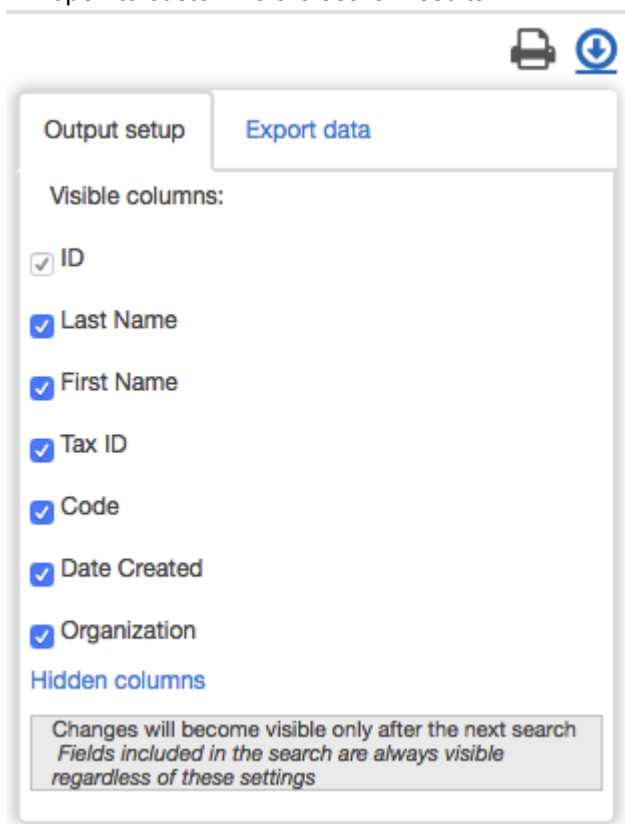 Output setup
Export data
Visible columns:
ID
Last Name
First Name
Tax ID
Code
Date Created
Organization
Hidden columns
Changes will become visible only after the next search
Fields included in the search are always visible
regardless of these settings